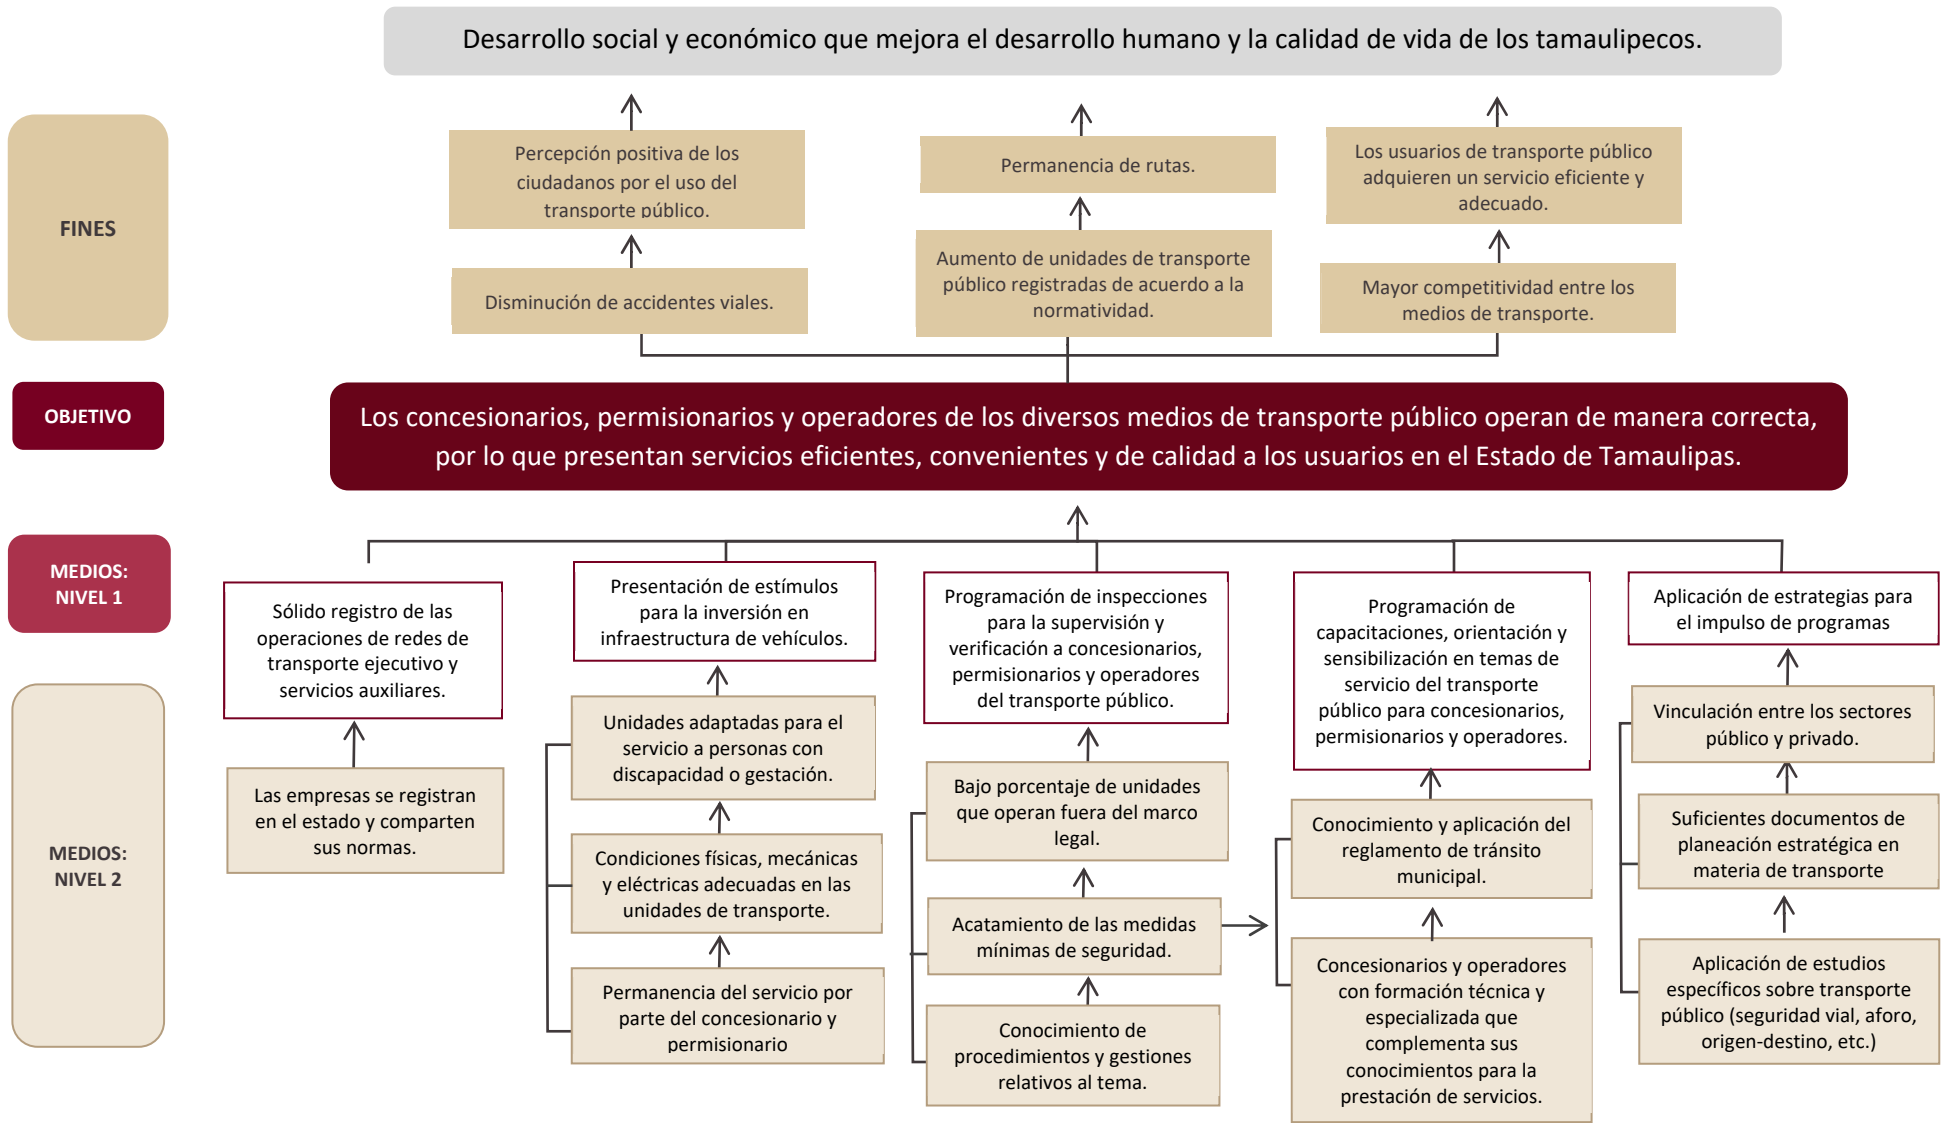 Desarrollo social y económico que mejora el desarrollo humano y la calidad de vida de los tamaulipecos.
FINES
Percepción positiva de los
ciudadanos por el uso del
transporte público.
Permanencia de rutas.
Los usuarios de transporte público
adquieren un servicio eficiente y
adecuado.
Disminución de accidentes viales.
Aumento de unidades de transporte
público registradas de acuerdo a la
normatividad.
Mayor competitividad entre los
medios de transporte.
OBJETIVO
Los concesionarios, permisionarios y operadores de los diversos medios de transporte público operan de manera correcta,
por lo que presentan servicios eficientes, convenientes y de calidad a los usuarios en el Estado de Tamaulipas.
MEDIOS:
NIVEL 1
Sólido registro de las
operaciones de redes de
transporte ejecutivo y
servicios auxiliares.
Presentación de estímulos
para la inversión en
infraestructura de vehículos.
Programación de inspecciones
para la supervisión y
verificación a concesionarios,
permisionarios y operadores
del transporte público.
Programación de
capacitaciones, orientación y
sensibilización en temas de
servicio del transporte
público para concesionarios,
permisionarios y operadores.
Aplicación de estrategias para
el impulso de programas
MEDIOS:
NIVEL 2
Las empresas se registran
en el estado y comparten
sus normas.
Unidades adaptadas para el
servicio a personas con
discapacidad o gestación.
Condiciones físicas, mecánicas
y eléctricas adecuadas en las
unidades de transporte.
Permanencia del servicio por
parte del concesionario y
permisionario
Bajo porcentaje de unidades
que operan fuera del marco
legal.
Acatamiento de las medidas
mínimas de seguridad.
Conocimiento de
procedimientos y gestiones
relativos al tema.
Conocimiento y aplicación del
reglamento de tránsito
municipal.
Concesionarios y operadores
con formación técnica y
especializada que
complementa sus
conocimientos para la
prestación de servicios.
Vinculación entre los sectores
público y privado.
Suficientes documentos de
planeación estratégica en
materia de transporte
Aplicación de estudios
específicos sobre transporte
público (seguridad vial, aforo,
origen-destino, etc.)